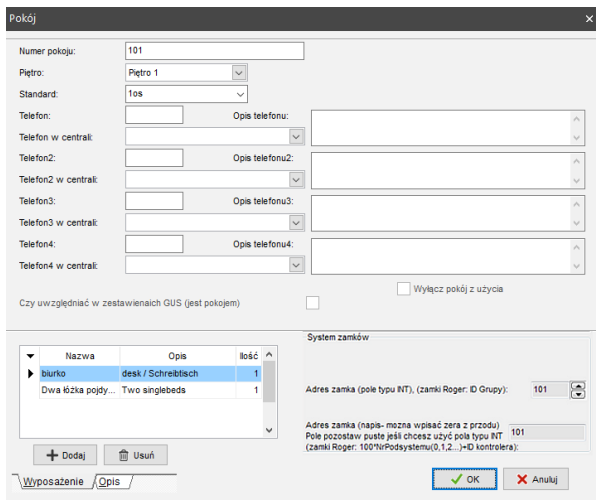 Pokój
Numer pokoju: 101
Piętro: Piętro 1
Standard: 1os
Telefon: Opis telefonu:
Telefon w centrali:
Telefon2: Opis telefonu2:
Telefon2 w centrali:
Telefon3: Opis telefonu3:
Telefon3 w centrali:
Telefon4: Opis telefonu4:
Telefon4 w centrali:
Wyłącz pokój z użycia
Czy uwzględniać w zestawienaich GUS (jest pokojem)
System zamków
Nazwa Opis Ilość
biurko desk / Schreibtisch 1
Dwa łóżka pojdy... Two singlebeds 1
Adres zamka (pole typu INT), (zamki Roger: ID Grupy): 101
Adres zamka (napis- mozna wpisać zera z przodu)
Pole pozostaw puste jeśli chcesz użyć pola typu INT 101
(zamki Roger: 100*NrPodsystemu(0,1,2...)+ID kontrolera):
Dodaj Usuń
Wyposażenie Opis
OK Anuluj